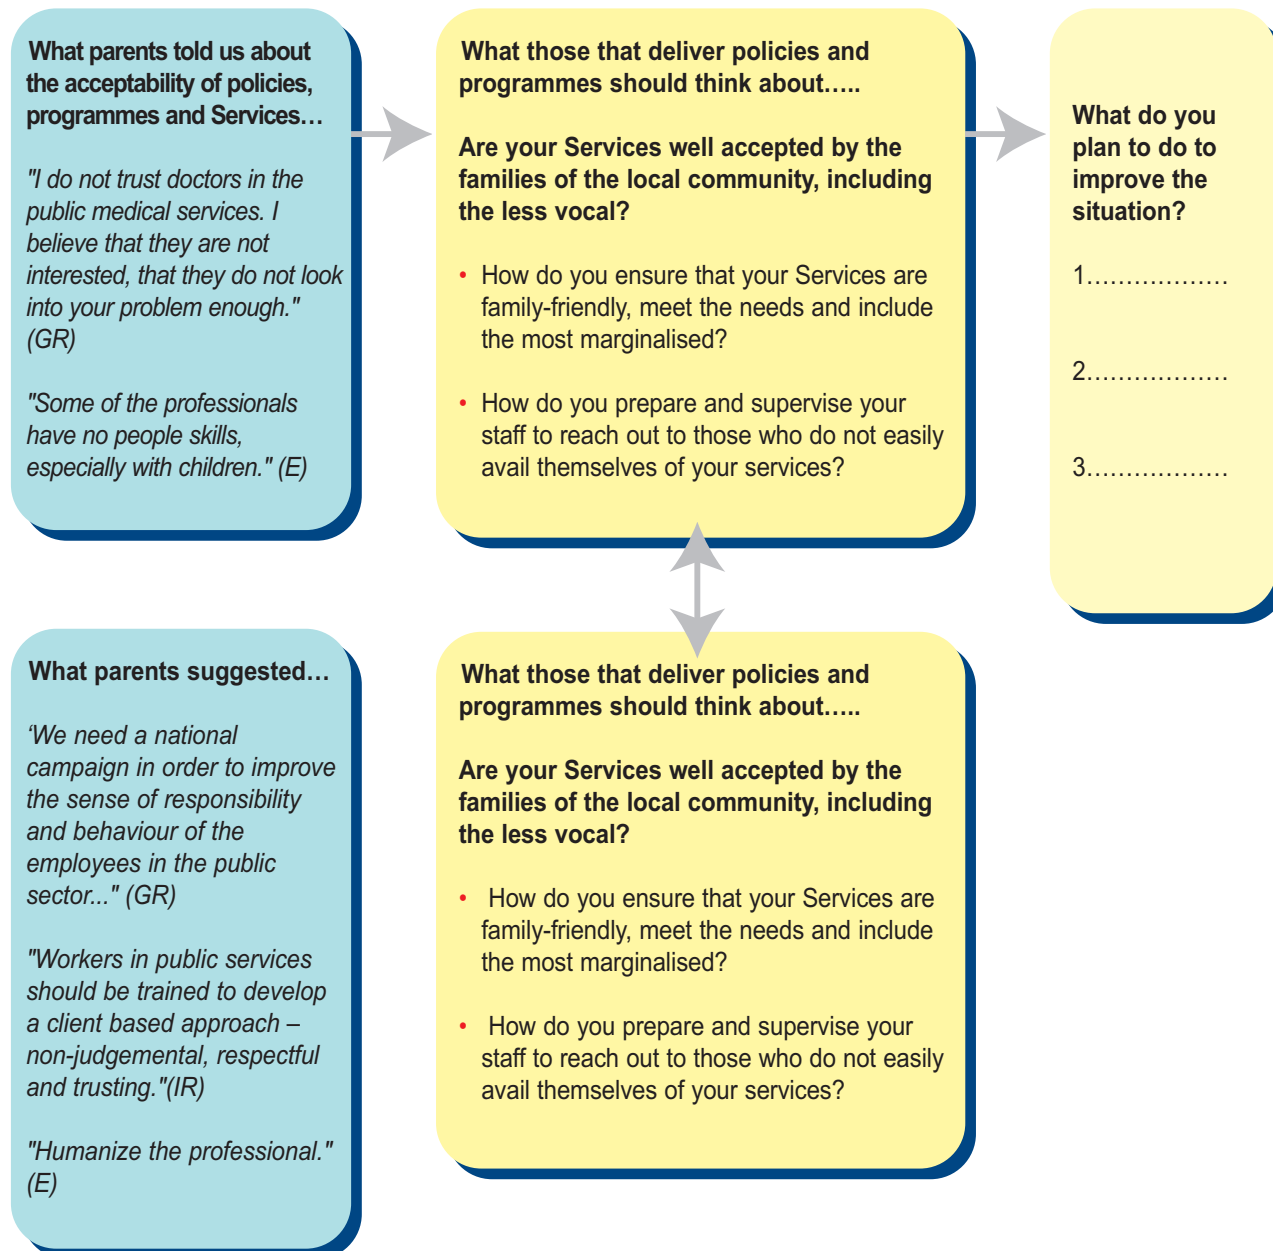 What parents told us about
the acceptability of policies,
programmes and Services…
"I do not trust doctors in the
public medical services. I
believe that they are not
interested, that they do not look
into your problem enough."
(GR)
"Some of the professionals
have no people skills,
especially with children." (E)
What those that deliver policies and
programmes should think about…..
Are your Services well accepted by the
families of the local community, including
the less vocal?
• How do you ensure that your Services are
family-friendly, meet the needs and include
the most marginalised?
• How do you prepare and supervise your
staff to reach out to those who do not easily
avail themselves of your services?
What do you
plan to do to
improve the
situation?
1………………
2………………
3………………
What parents suggested…
‘We need a national
campaign in order to improve
the sense of responsibility
and behaviour of the
employees in the public
sector..." (GR)
"Workers in public services
should be trained to develop
a client based approach –
non-judgemental, respectful
and trusting."(IR)
"Humanize the professional."
(E)
What those that deliver policies and
programmes should think about…..
Are your Services well accepted by the
families of the local community, including
the less vocal?
• How do you ensure that your Services are
family-friendly, meet the needs and include
the most marginalised?
• How do you prepare and supervise your
staff to reach out to those who do not easily
avail themselves of your services?